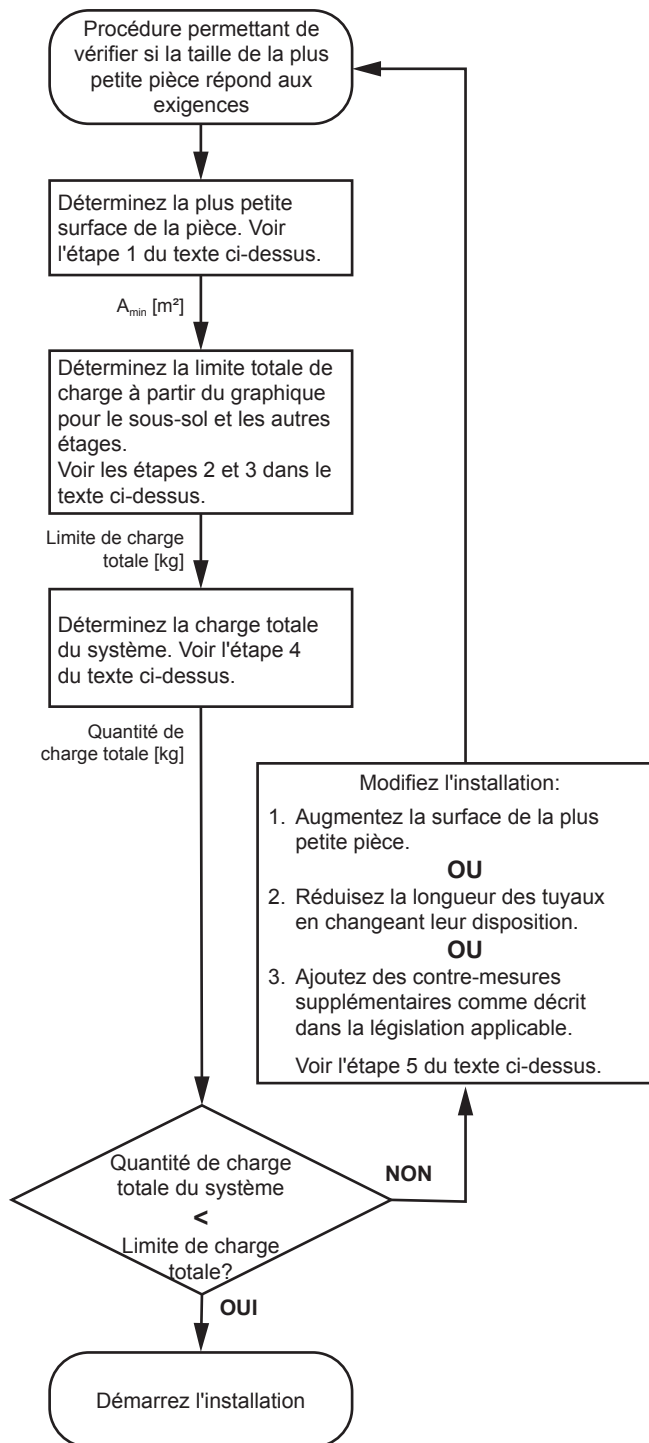 Procédure permettant de
vérifier si la taille de la plus
petite pièce répond aux
exigences
Déterminez la plus petite
surface de la pièce. Voir
l'étape 1 du texte ci-dessus.
Amin [m²]
Déterminez la limite totale de
charge à partir du graphique
pour le sous-sol et les autres
étages.
Voir les étapes 2 et 3 dans le
texte ci-dessus.
Limite de charge
totale [kg]
Déterminez la charge totale
du système. Voir l'étape 4
du texte ci-dessus.
Quantité de
charge totale [kg]
Modifiez l'installation:
1. Augmentez la surface de la plus
petite pièce.
OU
2. Réduisez la longueur des tuyaux
en changeant leur disposition.
OU
3. Ajoutez des contre-mesures
supplémentaires comme décrit
dans la législation applicable.
Voir l'étape 5 du texte ci-dessus.
Quantité de charge
totale du système
<
Limite de charge
totale?
NON
OUI
Démarrez l'installation